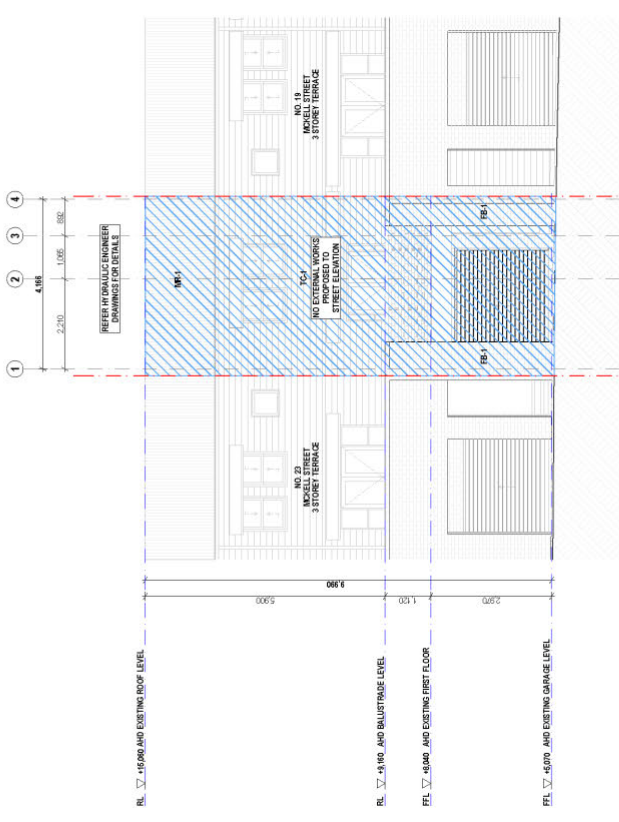 1
2
3
4
4,166
2,210
1,065
892
REFER HYDRAULIC ENGINEER
DRAWINGS FOR DETAILS
MR-1
NO. 23
MCKELL STREET
3 STOREY TERRACE
TC-1
NO EXTERNAL WORKS
PROPOSED TO
STREET ELEVATION
NO. 19
MCKELL STREET
3 STOREY TERRACE
FB-1
FB-1
9,990
5,900
1,120
2,970
RL +15,060 AHD EXISTING ROOF LEVEL
RL +9,160 AHD BALUSTRADE LEVEL
FFL +8,040 AHD EXISTING FIRST FLOOR
FFL +5,070 AHD EXISTING GARAGE LEVEL